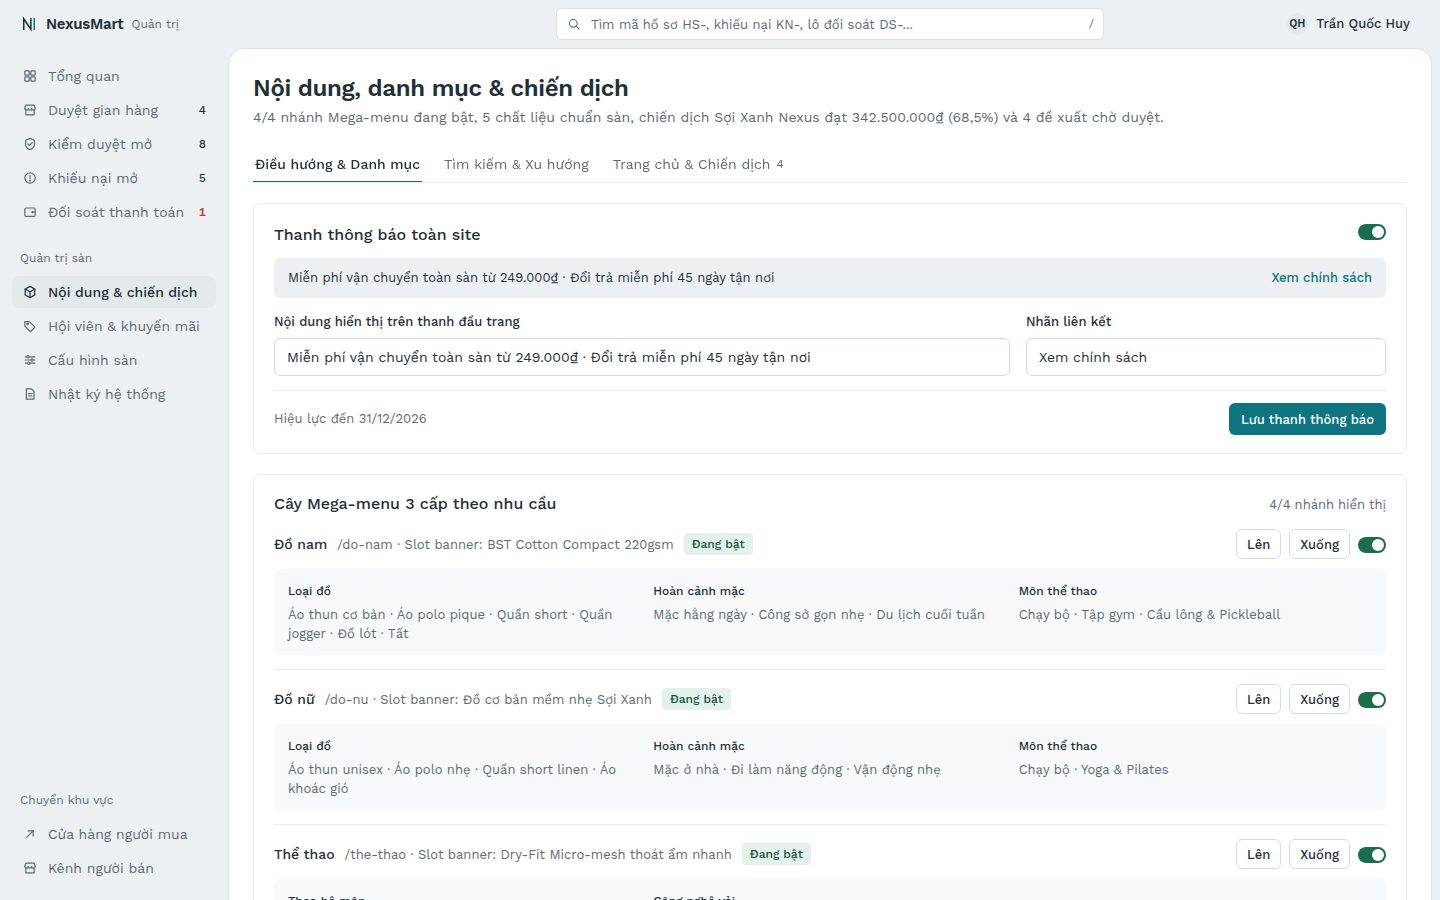 NexusMart Quản trị
Tìm mã hồ sơ HS-, khiếu nại KN-, lô đối soát DS-...
/
QH Trần Quốc Huy
Tổng quan
Duyệt gian hàng 4
Kiểm duyệt mở 8
Khiếu nại mở 5
Đối soát thanh toán 1
Quản trị sàn
Nội dung & chiến dịch
Hội viên & khuyến mãi
Cấu hình sàn
Nhật ký hệ thống
Chuyển khu vực
Cửa hàng người mua
Kênh người bán
Nội dung, danh mục & chiến dịch
4/4 nhánh Mega-menu đang bật, 5 chất liệu chuẩn sàn, chiến dịch Sợi Xanh Nexus đạt 342.500.000₫ (68,5%) và 4 đề xuất chờ duyệt.
Điều hướng & Danh mục Tìm kiếm & Xu hướng Trang chủ & Chiến dịch 4
Thanh thông báo toàn site
Miễn phí vận chuyển toàn sàn từ 249.000₫ · Đổi trả miễn phí 45 ngày tận nơi Xem chính sách
Nội dung hiển thị trên thanh đầu trang Nhãn liên kết
Miễn phí vận chuyển toàn sàn từ 249.000₫ · Đổi trả miễn phí 45 ngày tận nơi Xem chính sách
Hiệu lực đến 31/12/2026 Lưu thanh thông báo
Cây Mega-menu 3 cấp theo nhu cầu 4/4 nhánh hiển thị
Đồ nam /do-nam · Slot banner: BST Cotton Compact 220gsm Đang bật Lên Xuống
Loại đồ Hoàn cảnh mặc Môn thể thao
Áo thun cơ bản · Áo polo pique · Quần short · Quần Mặc hằng ngày · Công sở gọn nhẹ · Du lịch cuối tuần Chạy bộ · Tập gym · Cầu lông & Pickleball
jogger · Đồ lót · Tất
Đồ nữ /do-nu · Slot banner: Đồ cơ bản mềm nhẹ Sợi Xanh Đang bật Lên Xuống
Loại đồ Hoàn cảnh mặc Môn thể thao
Áo thun unisex · Áo polo nhẹ · Quần short linen · Áo Mặc ở nhà · Đi làm năng động · Vận động nhẹ Chạy bộ · Yoga & Pilates
khoác gió
Thể thao /the-thao · Slot banner: Dry-Fit Micro-mesh thoát ẩm nhanh Đang bật Lên Xuống